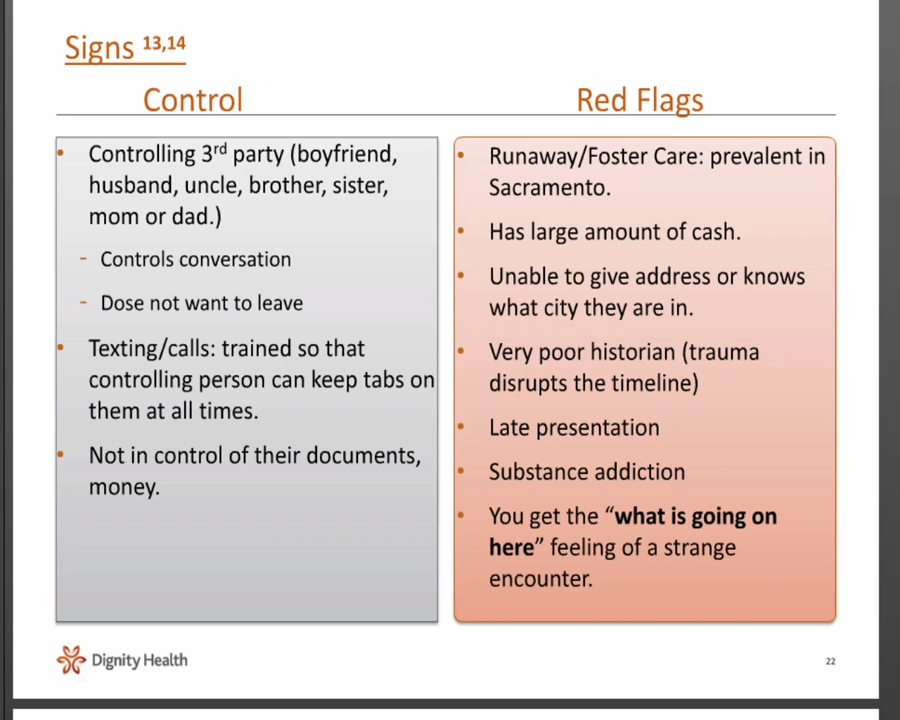 Signs 13,14
Control
Red Flags
• Controlling 3rd party (boyfriend,
husband, uncle, brother, sister,
mom or dad.)
- Controls conversation
- Dose not want to leave
• Texting/calls: trained so that
controlling person can keep tabs on
them at all times.
• Not in control of their documents,
money.
• Runaway/Foster Care: prevalent in
Sacramento.
• Has large amount of cash.
• Unable to give address or knows
what city they are in.
• Very poor historian (trauma
disrupts the timeline)
• Late presentation
• Substance addiction
• You get the “what is going on
here” feeling of a strange
encounter.
Dignity Health
22